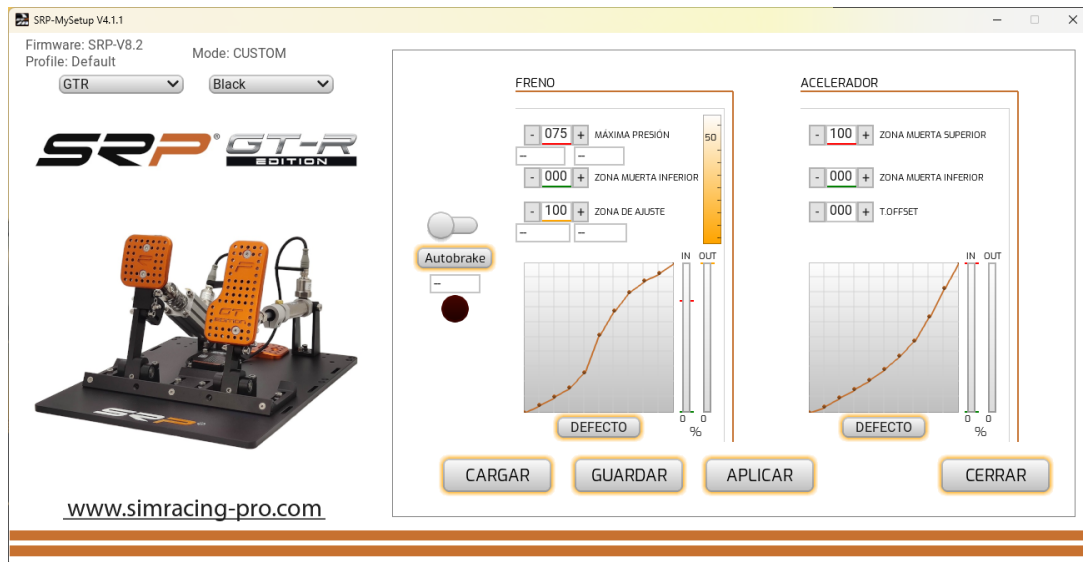 SRP-MySetup V4.1.1
Firmware: SRP-V8.2
Profile: Default
Mode: CUSTOM
GTR
Black
SRP® GT-R
EDITION
FRENO
- 075 + MÁXIMA PRESIÓN
-- --
- 000 + ZONA MUERTA INFERIOR
- 100 + ZONA DE AJUSTE
-- --
50
Autobrake
--
IN OUT
0 0
%
DEFECTO
ACELERADOR
- 100 + ZONA MUERTA SUPERIOR
- 000 + ZONA MUERTA INFERIOR
- 000 + T.OFFSET
IN OUT
0 0
%
DEFECTO
F
GT
EDITION
SRP
CARGAR
GUARDAR
APLICAR
CERRAR
www.simracing-pro.com